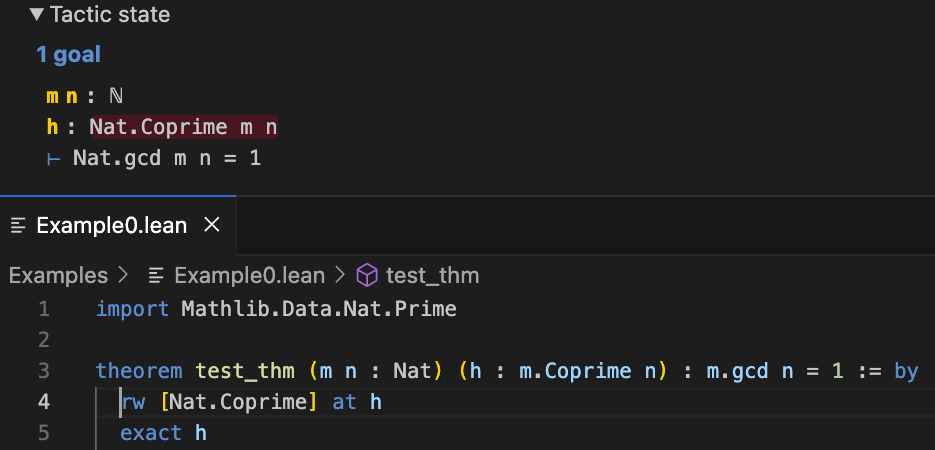 ▼ Tactic state
1 goal
m n : ℕ
h : Nat.Coprime m n
⊢ Nat.gcd m n = 1
Example0.lean ×
Examples > Example0.lean > test_thm
1 import Mathlib.Data.Nat.Prime
2
3 theorem test_thm (m n : Nat) (h : m.Coprime n) : m.gcd n = 1 := by
4 rw [Nat.Coprime] at h
5 exact h